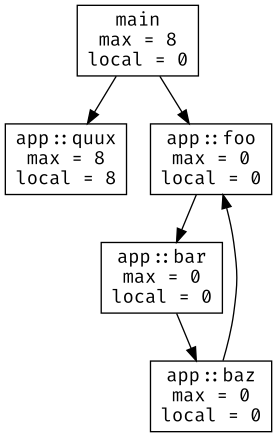 main
max = 8
local = 0
app::quux
max = 8
local = 8
app::foo
max = 0
local = 0
app::bar
max = 0
local = 0
app::baz
max = 0
local = 0